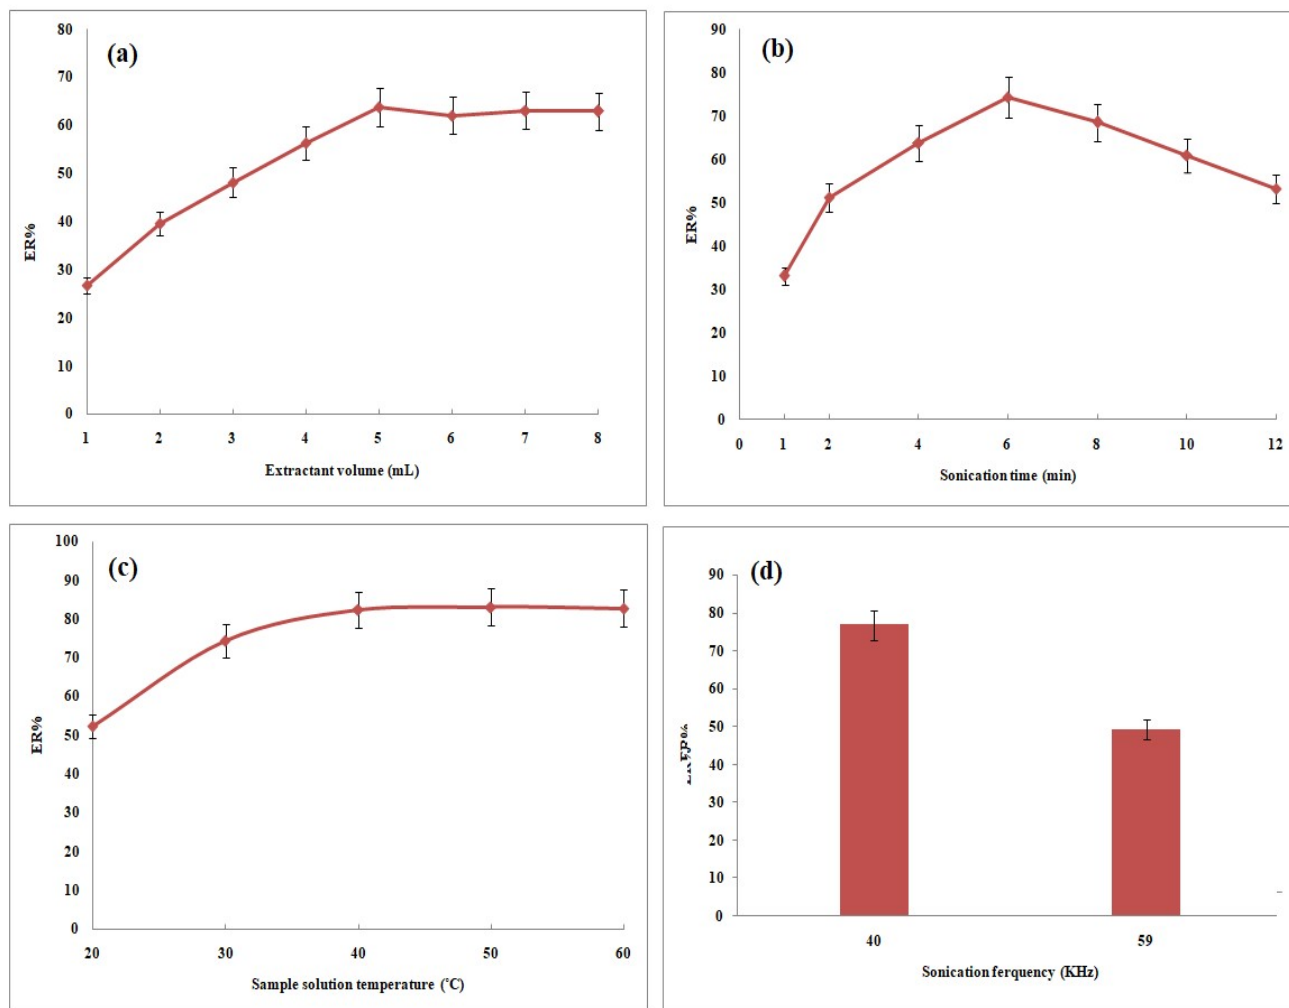 (a)
80
70
60
50
40
30
20
10
0
ER%
1 2 3 4 5 6 7 8
Extractant volume (mL)
(b)
90
80
70
60
50
40
30
20
10
0
ER%
0 1 2 4 6 8 10 12
Sonication time (min)
(c)
100
90
80
70
60
50
40
30
20
10
0
ER%
20 30 40 50 60
Sample solution temperature (°C)
(d)
90
80
70
60
50
40
30
20
10
0
40 59
Sonication ferquency (KHz)